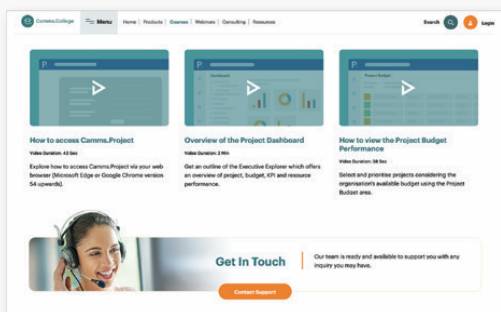 Camms.College
Menu
Home | Products | Courses | Webinars | Consulting | Resources
Search
Login
P
P
Dashboard
P
Project Budget
How to access Camms.Project
Video Duration: 43 Sec
Explore how to access Camms.Project via your web
browser (Microsoft Edge or Google Chrome version
54 upwards).
Overview of the Project Dashboard
Video Duration: 2 Min
Get an outline of the Executive Explorer which offers
an overview of project, budget, KPI and resource
performance.
How to view the Project Budget
Performance
Video Duration: 38 Sec
Select and prioritise projects considering the
organisation's available budget using the Project
Budget area.
Get In Touch
Our team is ready and available to support you with any
inquiry you may have.
Contact Support